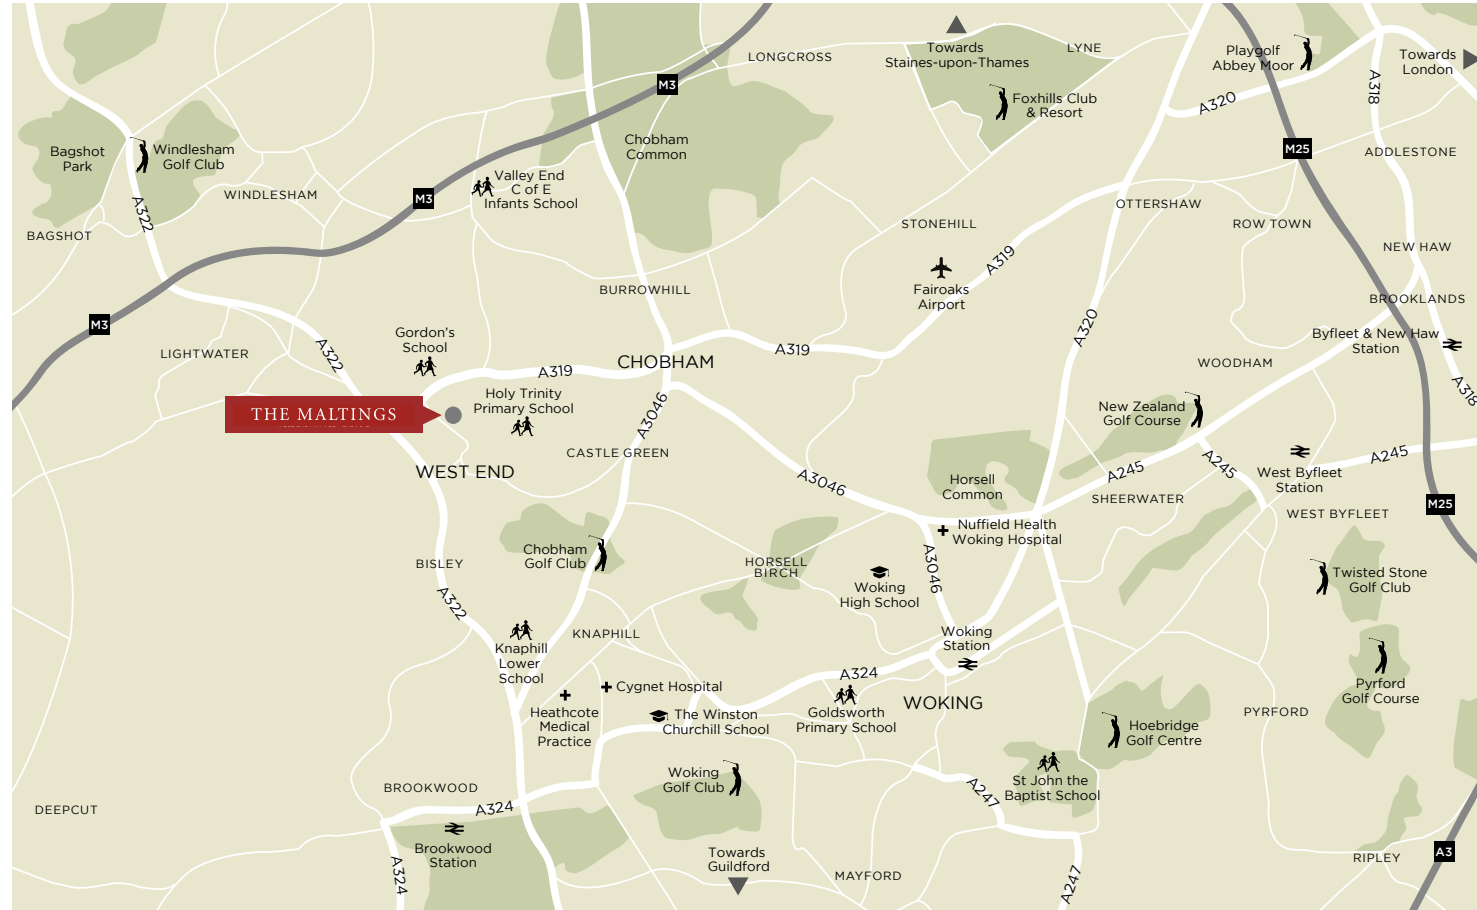 Towards
Staines-upon-Thames
LYNE
Playgolf
Abbey Moor
Towards
London
LONGCROSS
M3
A318
A320
Foxhills Club
& Resort
Bagshot
Park
Windlesham
Golf Club
Chobham
Common
M25
ADDLESTONE
Valley End
C of E
Infants School
WINDLESHAM
M3
A322
BAGSHOT
STONEHILL
OTTERSHAW
ROW TOWN
NEW HAW
A319
Fairoaks
Airport
BURROWHILL
BROOKLANDS
M3
A320
Byfleet & New Haw
Station
Gordon's
School
LIGHTWATER
A322
A319
CHOBHAM
A319
WOODHAM
A318
Holy Trinity
Primary School
THE MALTINGS
A3046
New Zealand
Golf Course
CASTLE GREEN
WEST END
A3046
Horsell
Common
A245
A245
A245
West Byfleet
Station
SHEERWATER
M25
WEST BYFLEET
Nuffield Health
Woking Hospital
Chobham
Golf Club
BISLEY
HORSELL
BIRCH
A3046
Woking
High School
Twisted Stone
Golf Club
A322
KNAPHILL
Knaphill
Lower
School
Woking
Station
A324
Cygnet Hospital
WOKING
Pyrford
Golf Course
Heathcote
Medical
Practice
The Winston
Churchill School
Goldsworth
Primary School
PYRFORD
Hoebridge
Golf Centre
Woking
Golf Club
St John the
Baptist School
BROOKWOOD
A324
A247
DEEPCUT
Brookwood
Station
A324
Towards
Guildford
MAYFORD
A247
RIPLEY
A3